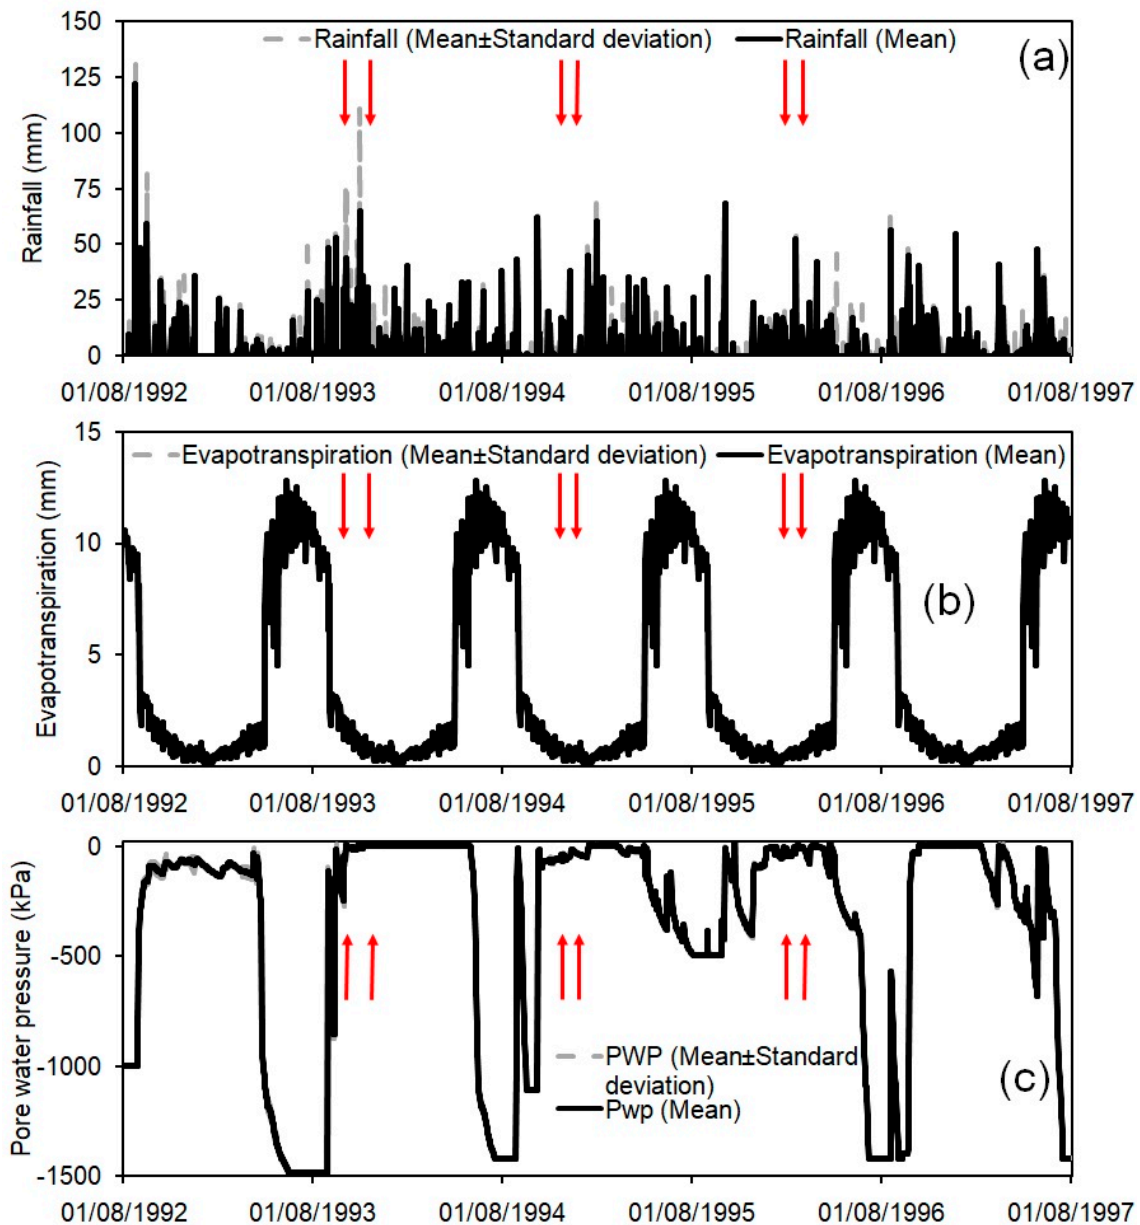 Rainfall (Mean±Standard deviation) Rainfall (Mean)
(a)
Rainfall (mm)
150
125
100
75
50
25
0
01/08/1992 01/08/1993 01/08/1994 01/08/1995 01/08/1996 01/08/1997
Evapotranspiration (Mean±Standard deviation) Evapotranspiration (Mean)
(b)
Evapotranspiration (mm)
15
10
5
0
01/08/1992 01/08/1993 01/08/1994 01/08/1995 01/08/1996 01/08/1997
Pore water pressure (kPa)
0
-500
-1000
-1500
PWP (Mean±Standard
deviation)
Pwp (Mean)
(c)
01/08/1992 01/08/1993 01/08/1994 01/08/1995 01/08/1996 01/08/1997